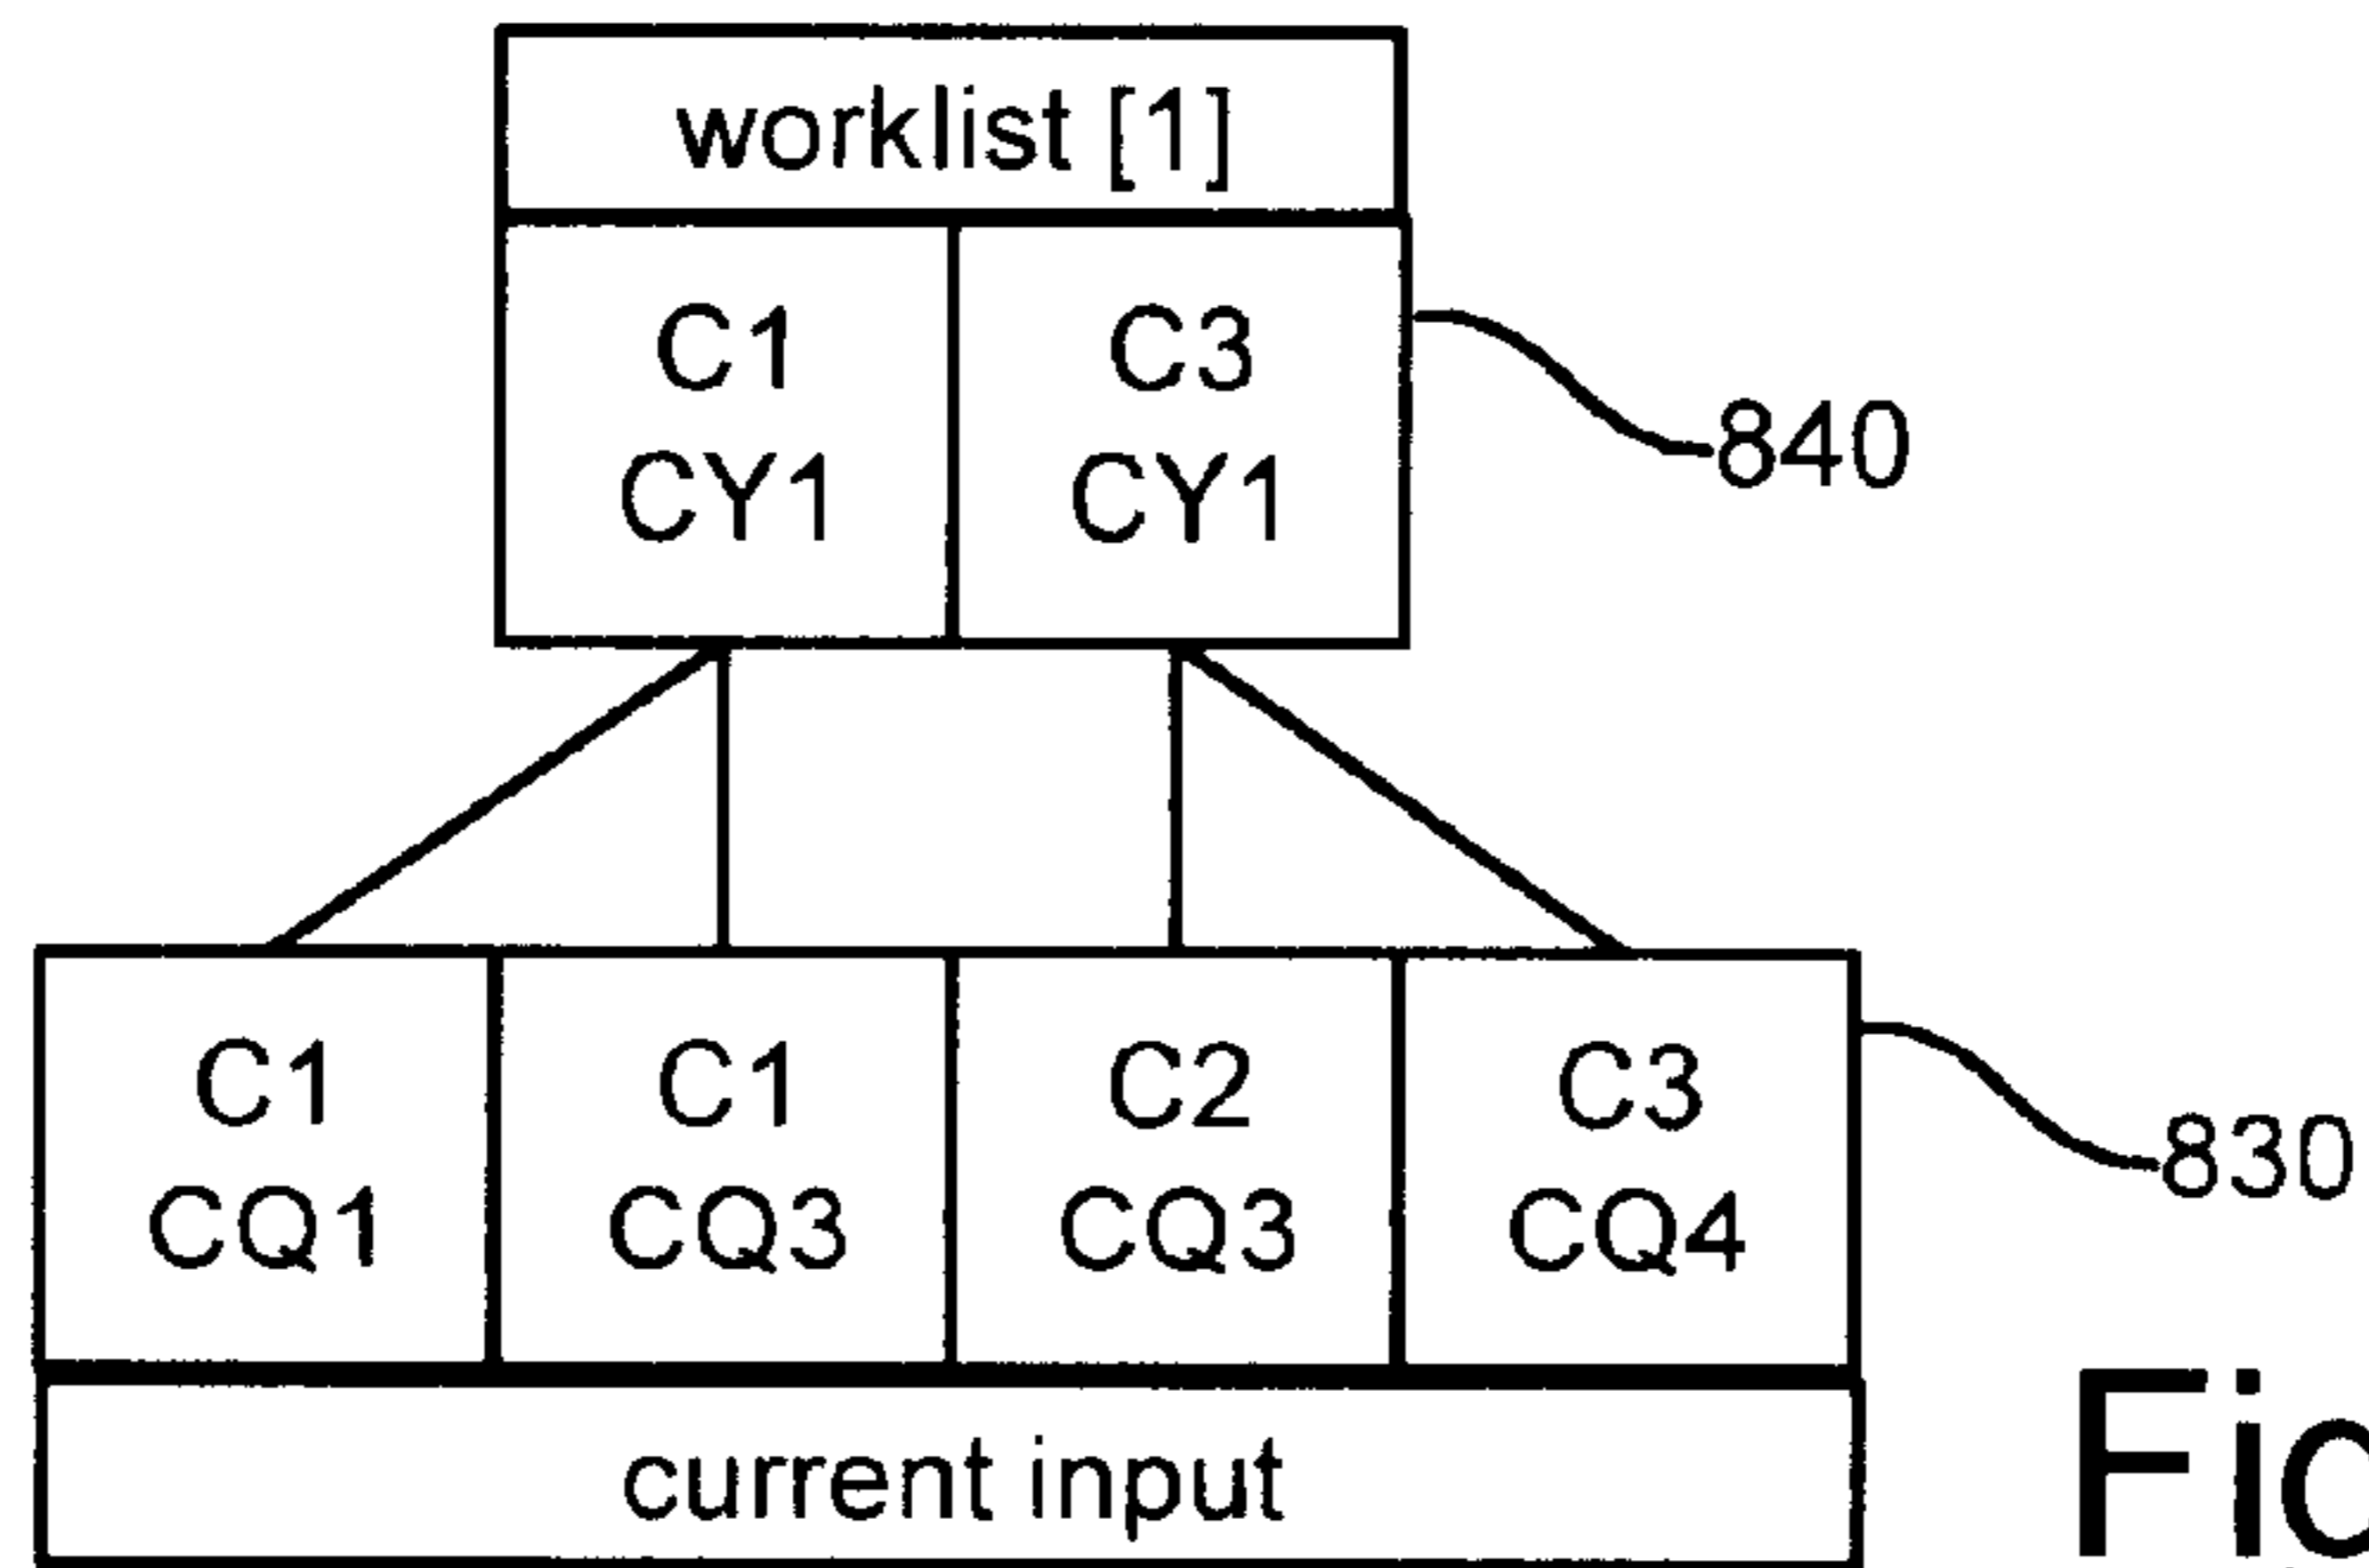 worklist [1]
C1 C3
CY1 CY1
840
C1 C1 C2 C3
CQ1 CQ3 CQ3 CQ4
830
current input